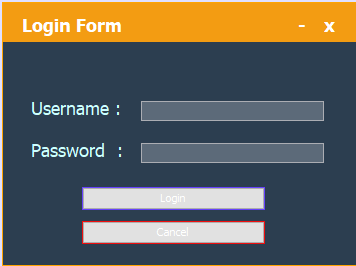 Login Form - x
Username :
Password :
Login
Cancel